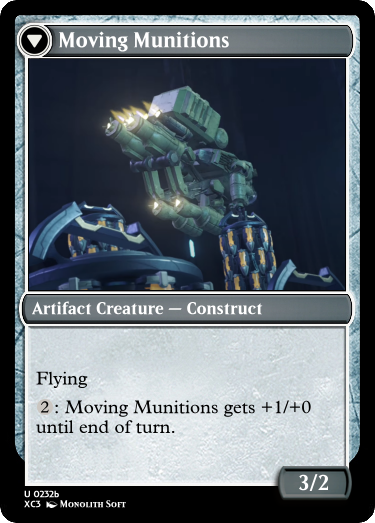 Moving Munitions
Artifact Creature — Construct
Flying
2: Moving Munitions gets +1/+0
until end of turn.
3/2
U 0232b
XC3 Monolith Soft